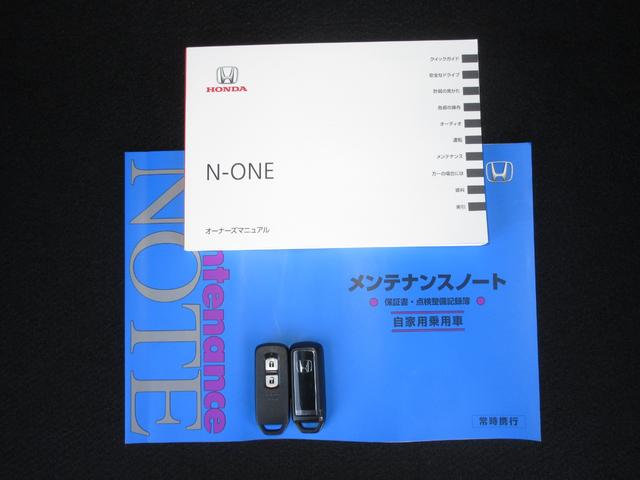 HONDA
N-ONE
オーナーズマニュアル
クイックガイド
安全なドライブ
計器の見かた
各部の操作
オーディオ
運転
メンテナンス
万一の場合には
資料
索引
Maintenance
NOTE
メンテナンスノート
保証書・点検整備記録簿
自家用乗用車
常時携行